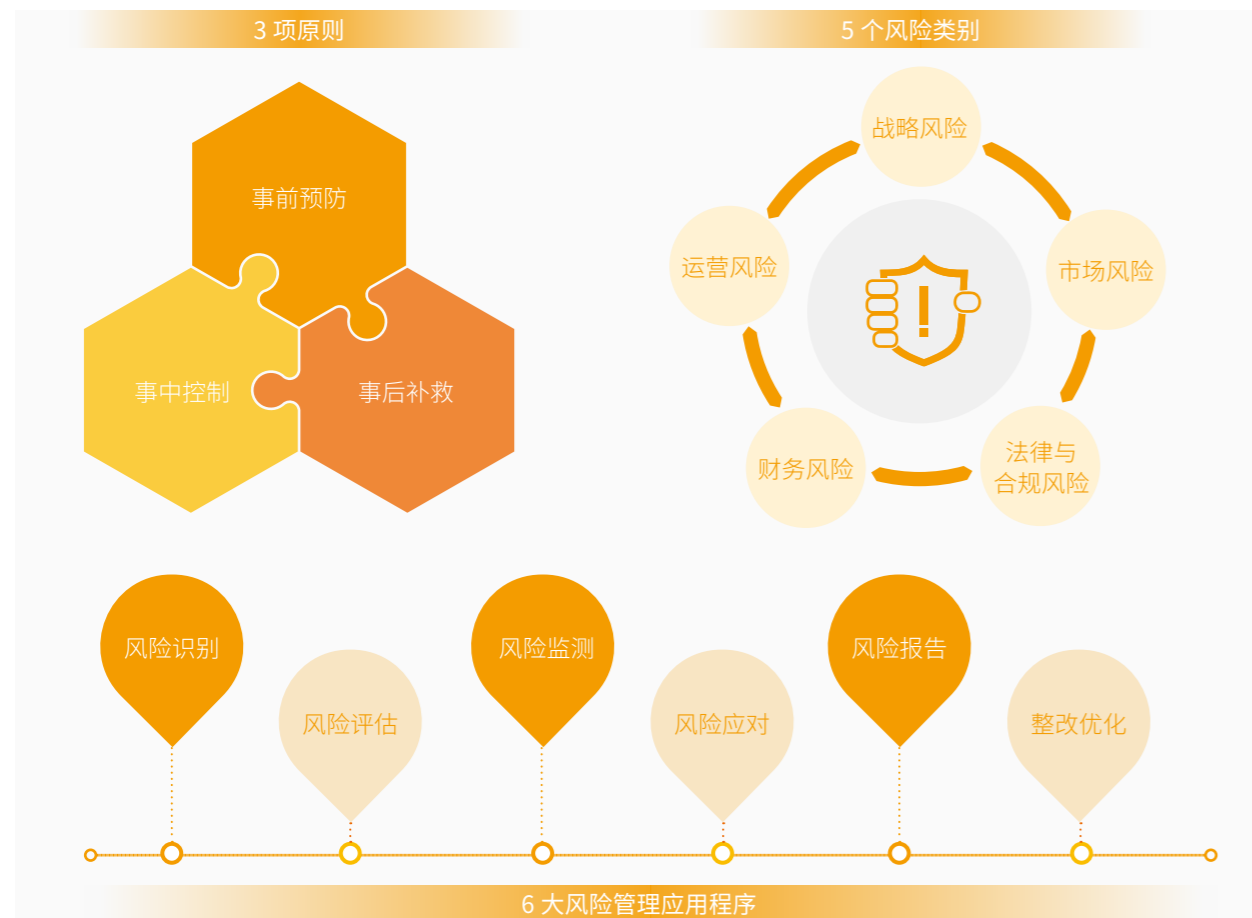 3 项原则
事前预防
事中控制
事后补救
5 个风险类别
战略风险
市场风险
法律与
合规风险
财务风险
运营风险
风险识别
风险评估
风险监测
风险应对
风险报告
整改优化
6 大风险管理应用程序